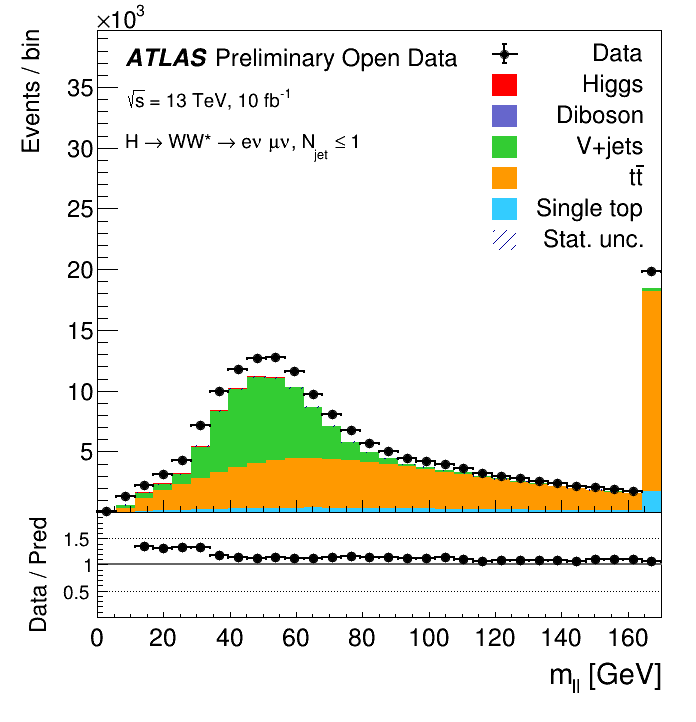 ×10³
Events / bin
35
30
25
20
15
10
5
ATLAS Preliminary Open Data
√s = 13 TeV, 10 fb⁻¹
H → WW* → eν μν, N_jet ≤ 1
Data
Higgs
Diboson
V+jets
tt̄
Single top
Stat. unc.
Data / Pred
1.5
1
0.5
0 20 40 60 80 100 120 140 160
m_ll [GeV]